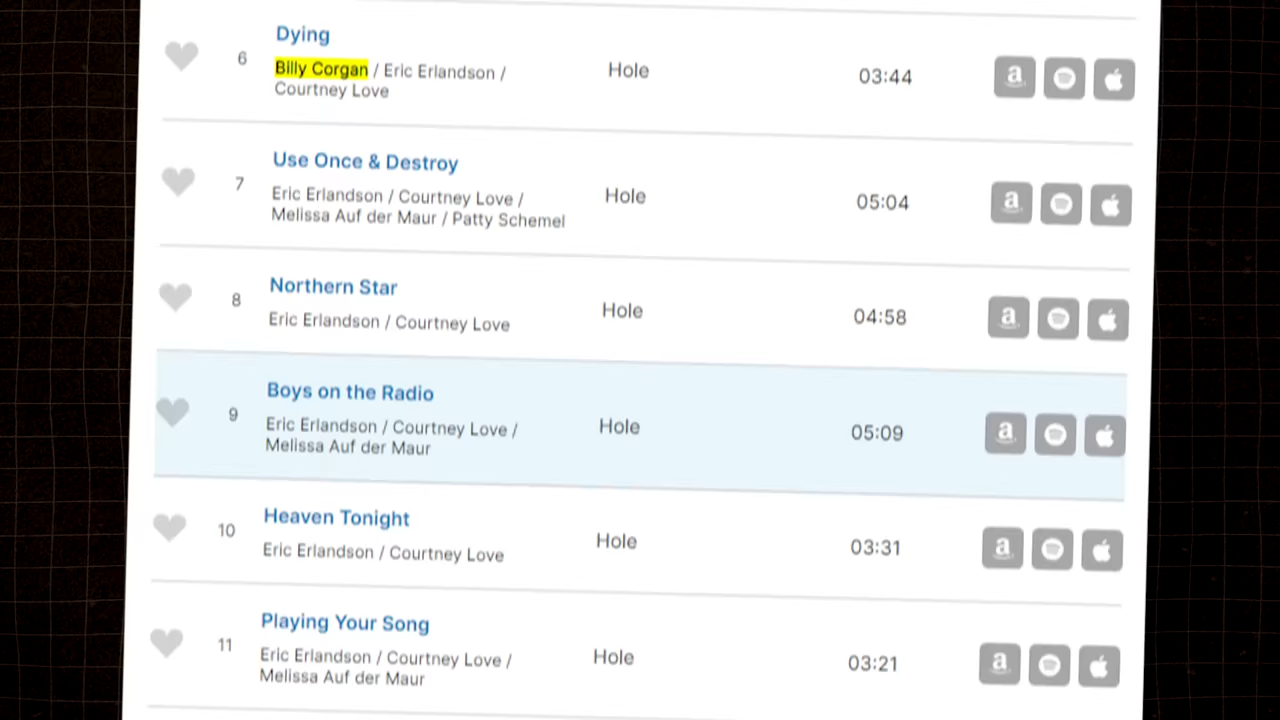 Dying
6
Billy Corgan / Eric Erlandson /
Courtney Love
Hole
03:44
a
Use Once & Destroy
7
Eric Erlandson / Courtney Love /
Melissa Auf der Maur / Patty Schemel
Hole
05:04
a
Northern Star
8
Eric Erlandson / Courtney Love
Hole
04:58
a
Boys on the Radio
9
Eric Erlandson / Courtney Love /
Melissa Auf der Maur
Hole
05:09
a
Heaven Tonight
10
Eric Erlandson / Courtney Love
Hole
03:31
a
Playing Your Song
11
Eric Erlandson / Courtney Love /
Melissa Auf der Maur
Hole
03:21
a